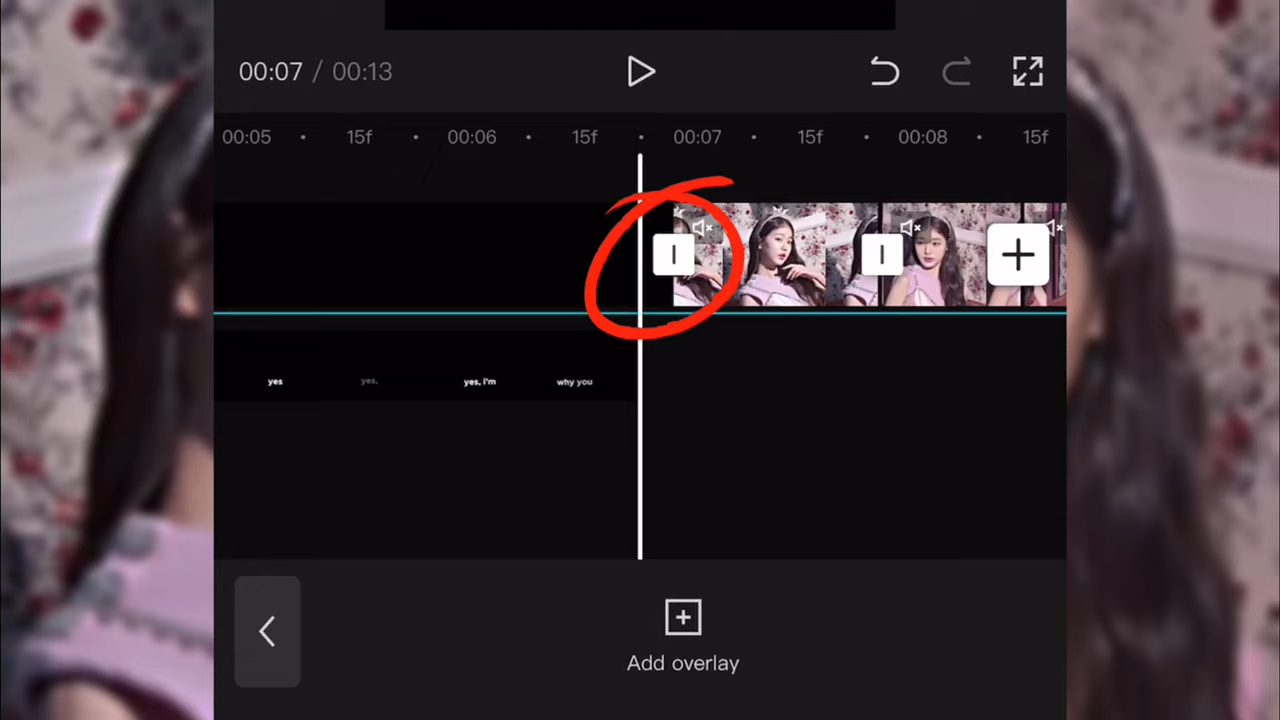 00:07 / 00:13
00:05 15f 00:06 15f 00:07 15f 00:08 15f
yes yes, yes, i'm why you
Add overlay